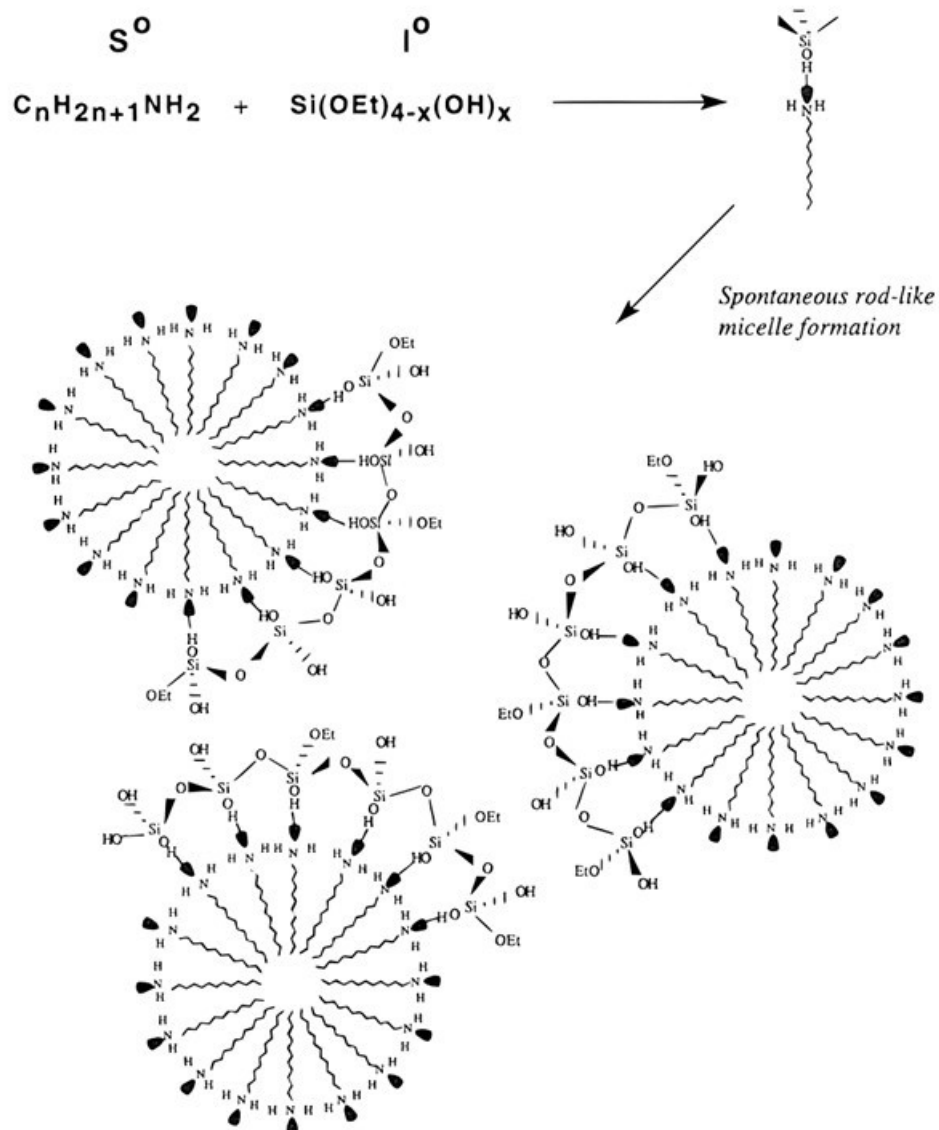 S⁰ I⁰
CₙH₂ₙ₊₁NH₂ + Si(OEt)₄₋ₓ(OH)ₓ
Si
O
H
H N H
Spontaneous rod-like
micelle formation
OEt
Si OH
O
OH
HOSi
O
HOSi OEt
O
HO
Si OH
HO O
Si
OH
H
O
Si O
OEt
OH
EtO HO
O Si
HO OH
Si
OH
O
HO
Si OH
O
EtO Si OH
O
Si O H
OH
O
Si O H
EtO
OH
OH O OEt OH
OH O Si Si O Si O
HO Si
O H
OEt
Si
HO
O
OH
Si O H
OEt